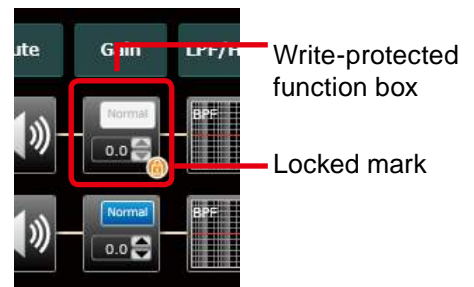 ute Gain LPF/H
Write-protected
function box
Normal BPF
0.0
Locked mark
Normal BPF
0.0